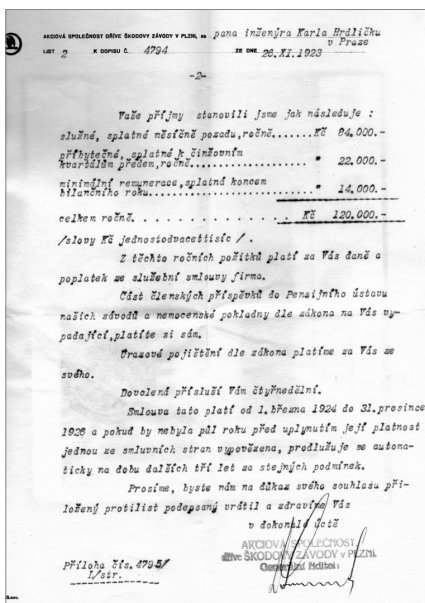 AKCIOVÁ SPOLEČNOST DŘÍVE ŠKODOVY ZÁVODY V PLZNI, na pana inženýra Karla Hrdličku
v Praze
LIST 2 K DOPISU Č. 4794 ZE DNE 26.XI.1923
-2-
Vaše příjmy stanovili jsme jak následuje :
služné, splatné měsíčně pozadu,ročně.......Kč 84,000.-
příbytečné, splatné k činžovním
kvartálům předem,ročně........ " 22,000.-
minimální remunerace,splatná koncem
bilančního roku.......... " 14,000.-
celkem ročně. . . . . . . . . . . . Kč 120.000.-
/slovy Kč jednostodvacettisíc /.
Z těchto ročních požitků platí za Vás daně a
poplatek ze služební smlouvy firma.
Část členských příspěvků do Pensijního ústavu
našich závodů a nemocenské pokladny dle zákona na Vás vy-
padající,platíte si sám.
Úrazové pojištění dle zákona platíme za Vás ze
svého.
Dovolená přísluší Vám čtyřnedělní.
Smlouva tato platí od 1.března 1924 do 31.prosince
1926 a pokud by nebyla půl roku před uplynutím její platnost
jednou ze smluvních stran vypovězena, prodlužuje se automa-
ticky na dobu dalších tří let za stejných podmínek.
Prosíme, byste nám na důkaz svého souhlasu při-
ložený protilist podepsaný vrátil a zdravíme Vás
v dokonalé úctě
AKCIOVÁ SPOLEČNOST,
dříve ŠKODOVY ZÁVODY v PLZNI.
Generální ředitel:
Příloha čís.4795/
1/str.